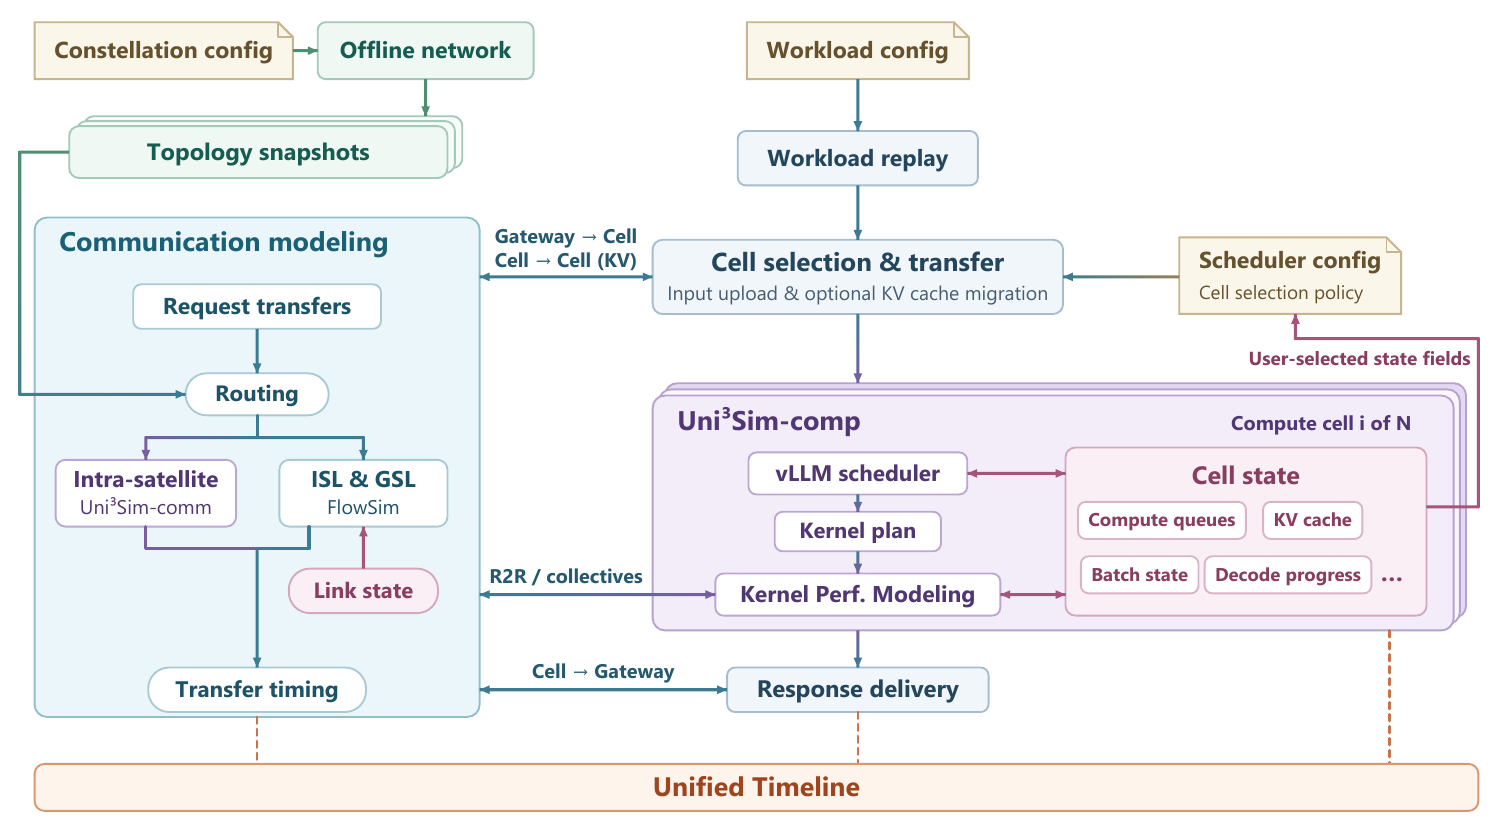 Constellation config
Offline network
Topology snapshots
Workload config
Workload replay
Communication modeling
Request transfers
Routing
Intra-satellite
Uni³Sim-comm
ISL & GSL
FlowSim
Link state
Transfer timing
Gateway → Cell
Cell → Cell (KV)
Cell selection & transfer
Input upload & optional KV cache migration
Scheduler config
Cell selection policy
User-selected state fields
Uni³Sim-comp
Compute cell i of N
vLLM scheduler
Kernel plan
Kernel Perf. Modeling
Cell state
Compute queues
KV cache
Batch state
Decode progress
...
R2R / collectives
Cell → Gateway
Response delivery
Unified Timeline